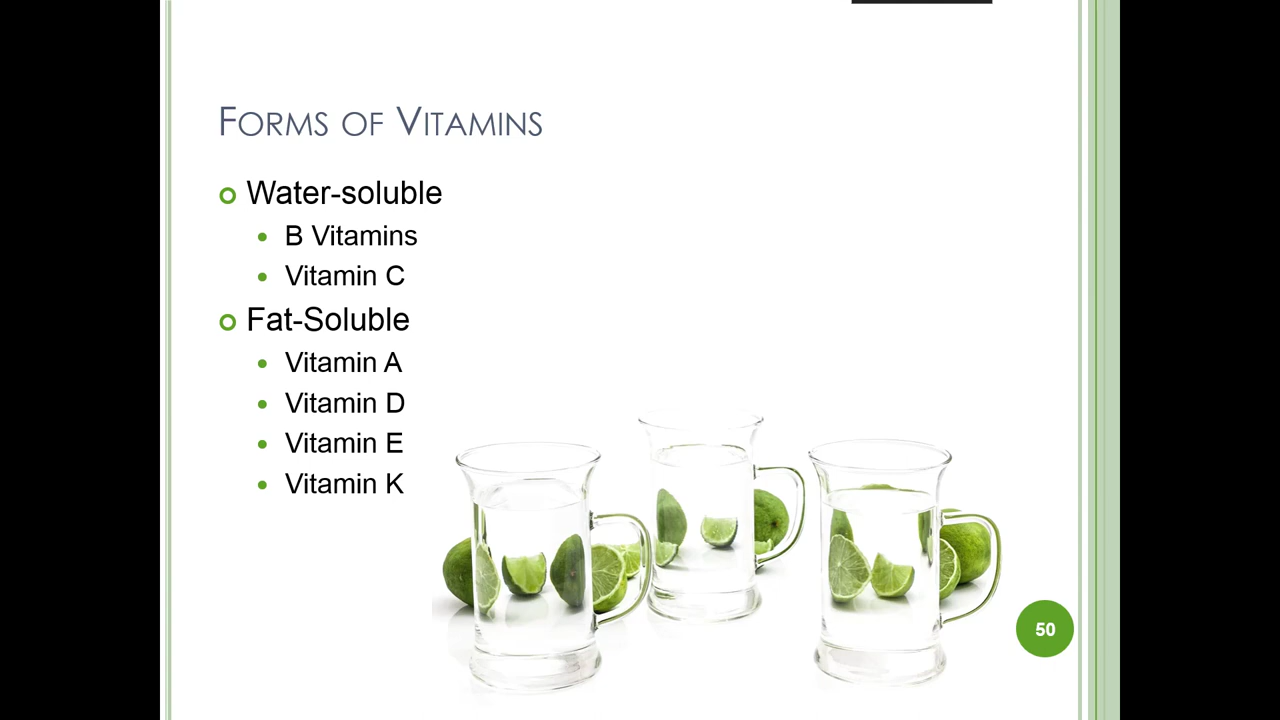 Forms of Vitamins
Water-soluble
B Vitamins
Vitamin C
Fat-Soluble
Vitamin A
Vitamin D
Vitamin E
Vitamin K
50